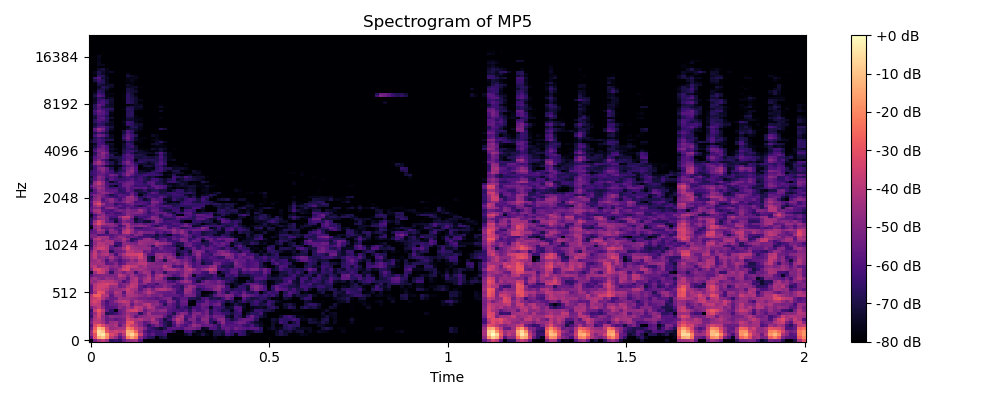 Spectrogram of MP5
Hz
16384
8192
4096
2048
1024
512
0
0
0.5
1
1.5
2
Time
+0 dB
-10 dB
-20 dB
-30 dB
-40 dB
-50 dB
-60 dB
-70 dB
-80 dB